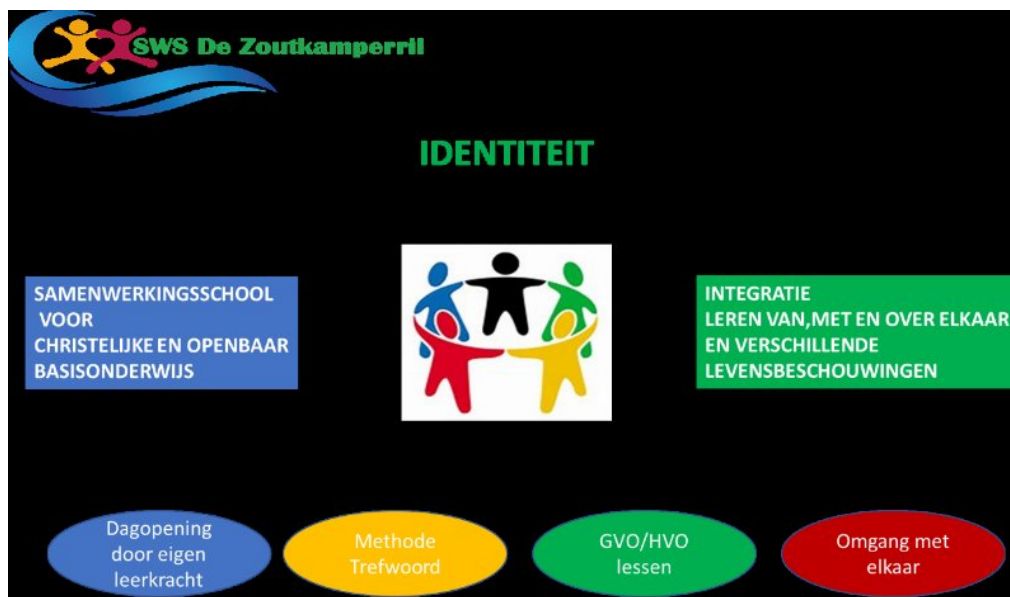 SWS De Zoutkamperril
IDENTITEIT
SAMENWERKINGSSCHOOL
VOOR
CHRISTELIJKE EN OPENBAAR
BASISONDERWIJS
INTEGRATIE
LEREN VAN,MET EN OVER ELKAAR
EN VERSCHILLENDE
LEVENSBESCHOUWINGEN
Dagopening
door eigen
leerkracht
Methode
Trefwoord
GVO/HVO
lessen
Omgang met
elkaar